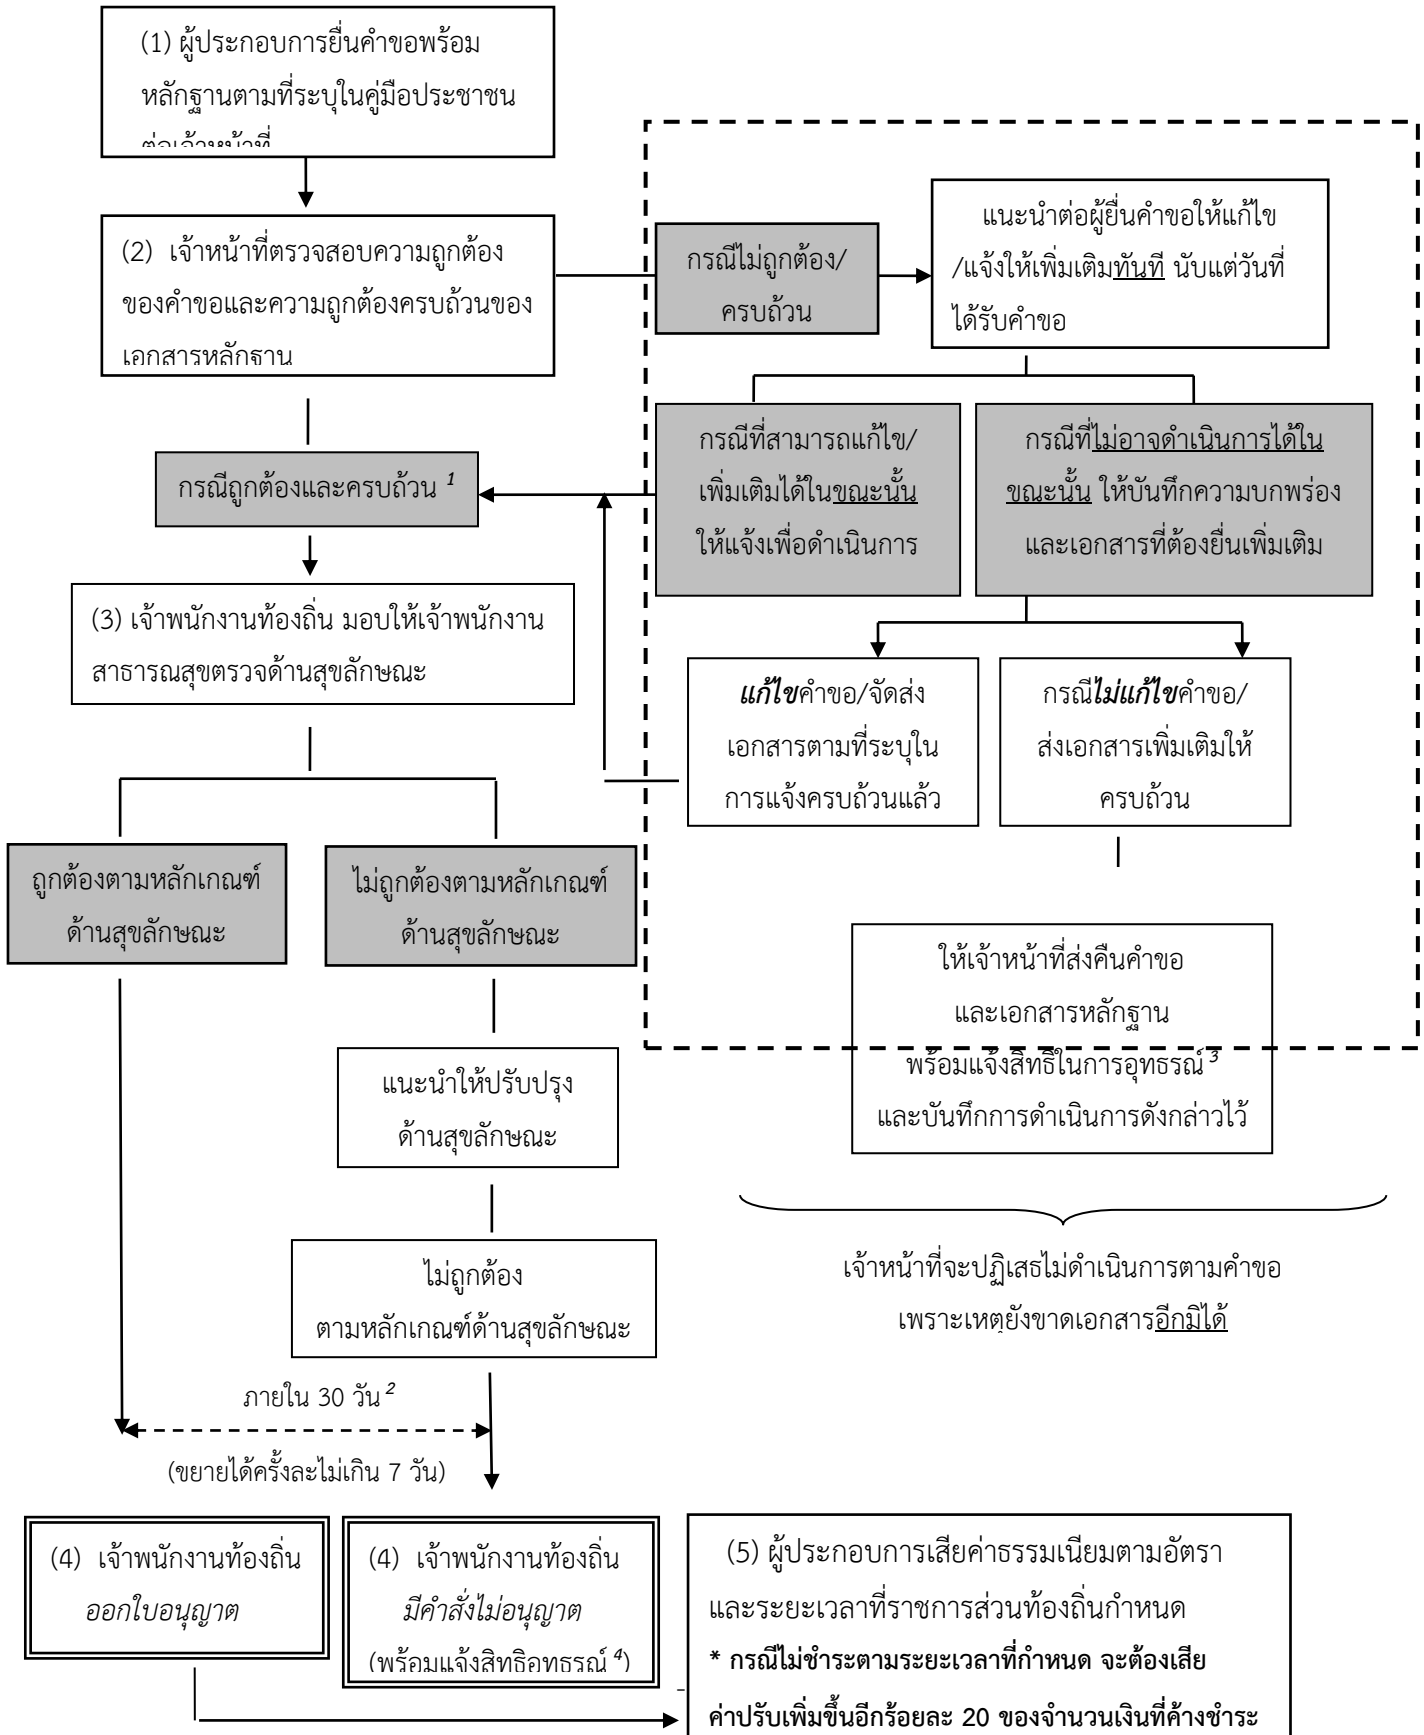 (1) ผู้ประกอบการยื่นคำขอพร้อม
หลักฐานตามที่ระบุในคู่มือประชาชน
ต่อเจ้าหน้าที่
(2) เจ้าหน้าที่ตรวจสอบความถูกต้อง
ของคำขอและความถูกต้องครบถ้วนของ
เอกสารหลักฐาน
กรณีไม่ถูกต้อง/
ครบถ้วน
แนะนำต่อผู้ยื่นคำขอให้แก้ไข
/แจ้งให้เพิ่มเติมทันที นับแต่วันที่
ได้รับคำขอ
กรณีถูกต้องและครบถ้วน 1
กรณีที่สามารถแก้ไข/
เพิ่มเติมได้ในขณะนั้น
ให้แจ้งเพื่อดำเนินการ
กรณีที่ไม่อาจดำเนินการได้ใน
ขณะนั้น ให้บันทึกความบกพร่อง
และเอกสารที่ต้องยื่นเพิ่มเติม
(3) เจ้าพนักงานท้องถิ่น มอบให้เจ้าพนักงาน
สาธารณสุขตรวจด้านสุขลักษณะ
แก้ไขคำขอ/จัดส่ง
เอกสารตามที่ระบุใน
การแจ้งครบถ้วนแล้ว
กรณีไม่แก้ไขคำขอ/
ส่งเอกสารเพิ่มเติมให้
ครบถ้วน
ถูกต้องตามหลักเกณฑ์
ด้านสุขลักษณะ
ไม่ถูกต้องตามหลักเกณฑ์
ด้านสุขลักษณะ
ให้เจ้าหน้าที่ส่งคืนคำขอ
และเอกสารหลักฐาน
พร้อมแจ้งสิทธิในการอุทธรณ์ 3
และบันทึกการดำเนินการดังกล่าวไว้
แนะนำให้ปรับปรุง
ด้านสุขลักษณะ
ไม่ถูกต้อง
ตามหลักเกณฑ์ด้านสุขลักษณะ
เจ้าหน้าที่จะปฏิเสธไม่ดำเนินการตามคำขอ
เพราะเหตุยังขาดเอกสารอีกมิได้
ภายใน 30 วัน 2
(ขยายได้ครั้งละไม่เกิน 7 วัน)
(4) เจ้าพนักงานท้องถิ่น
ออกใบอนุญาต
(4) เจ้าพนักงานท้องถิ่น
มีคำสั่งไม่อนุญาต
(พร้อมแจ้งสิทธิอุทธรณ์ 4)
(5) ผู้ประกอบการเสียค่าธรรมเนียมตามอัตรา
และระยะเวลาที่ราชการส่วนท้องถิ่นกำหนด
* กรณีไม่ชำระตามระยะเวลาที่กำหนด จะต้องเสีย
ค่าปรับเพิ่มขึ้นอีกร้อยละ 20 ของจำนวนเงินที่ค้างชำระ